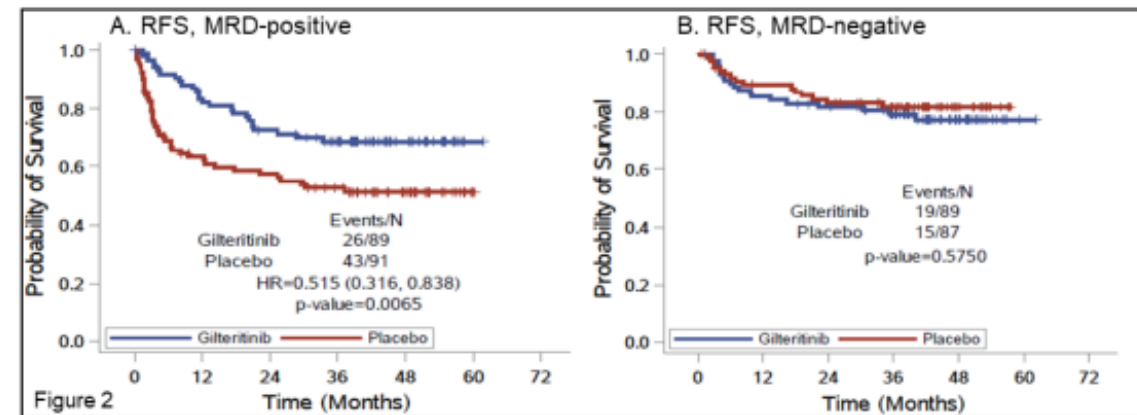 A. RFS, MRD-positive
Probability of Survival
1.0
0.8
0.6
0.4
0.2
0.0
Events/N
Gilteritinib 26/89
Placebo 43/91
HR=0.515 (0.316, 0.838)
p-value=0.0065
Gilteritinib Placebo
0 12 24 36 48 60 72
Time (Months)
Figure 2
B. RFS, MRD-negative
Probability of Survival
1.0
0.8
0.6
0.4
0.2
0.0
Events/N
Gilteritinib 19/89
Placebo 15/87
p-value=0.5750
Gilteritinib Placebo
0 12 24 36 48 60 72
Time (Months)